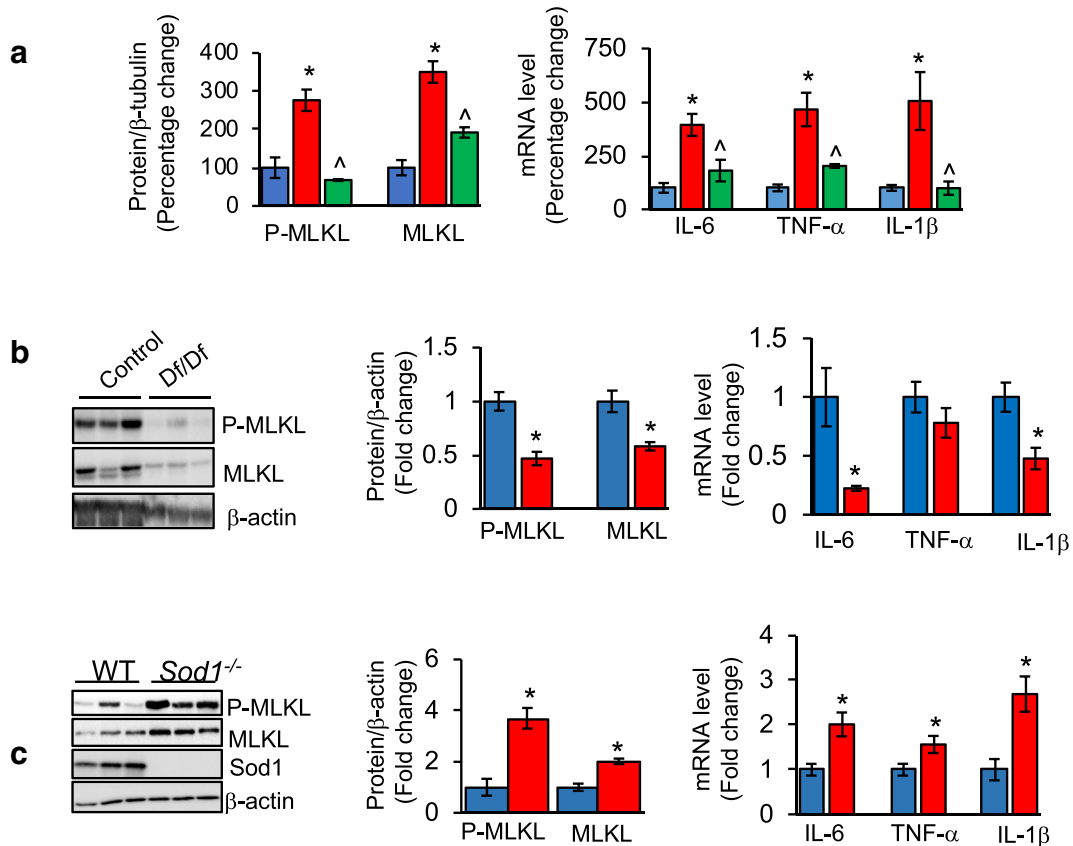 a
Protein/β-tubulin
(Percentage change)
400
300
200
100
0
* ^ * ^
P-MLKL MLKL
mRNA level
(Percentage change)
750
500
250
0
* ^ * ^ * ^
IL-6 TNF-α IL-1β
b
Control Df/Df
P-MLKL
MLKL
β-actin
Protein/β-actin
(Fold change)
1.5
1
0.5
0
* *
P-MLKL MLKL
mRNA level
(Fold change)
1.5
1
0.5
0
* *
IL-6 TNF-α IL-1β
c
WT Sod1-/-
P-MLKL
MLKL
Sod1
β-actin
Protein/β-actin
(Fold change)
6
4
2
0
* *
P-MLKL MLKL
mRNA level
(Fold change)
4
3
2
1
0
* * *
IL-6 TNF-α IL-1β